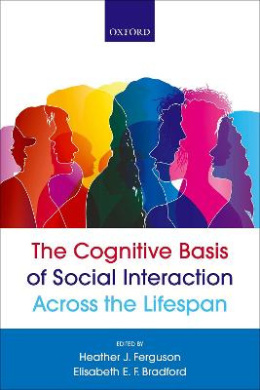 OXFORD
The Cognitive Basis
of Social Interaction
Across the Lifespan
EDITED BY
Heather J. Ferguson
Elisabeth E. F. Bradford